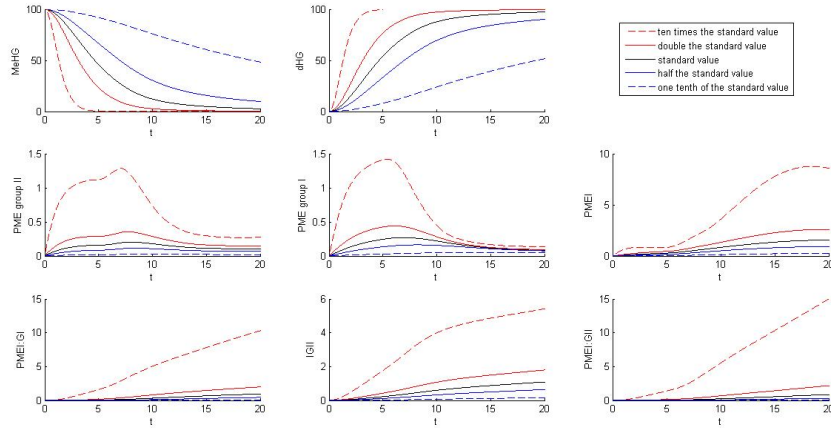 100
50
0
MeHG
0 5 10 15 20
t
100
50
0
dHG
0 5 10 15 20
t
ten times the standard value
double the standard value
standard value
half the standard value
one tenth of the standard value
1.5
1
0.5
0
PME group II
0 5 10 15 20
t
1.5
1
0.5
0
PME group I
0 5 10 15 20
t
10
5
0
PMEI
0 5 10 15 20
t
15
10
5
0
PMEI:GI
0 5 10 15 20
t
6
4
2
0
IGII
0 5 10 15 20
t
15
10
5
0
PMEI:GII
0 5 10 15 20
t